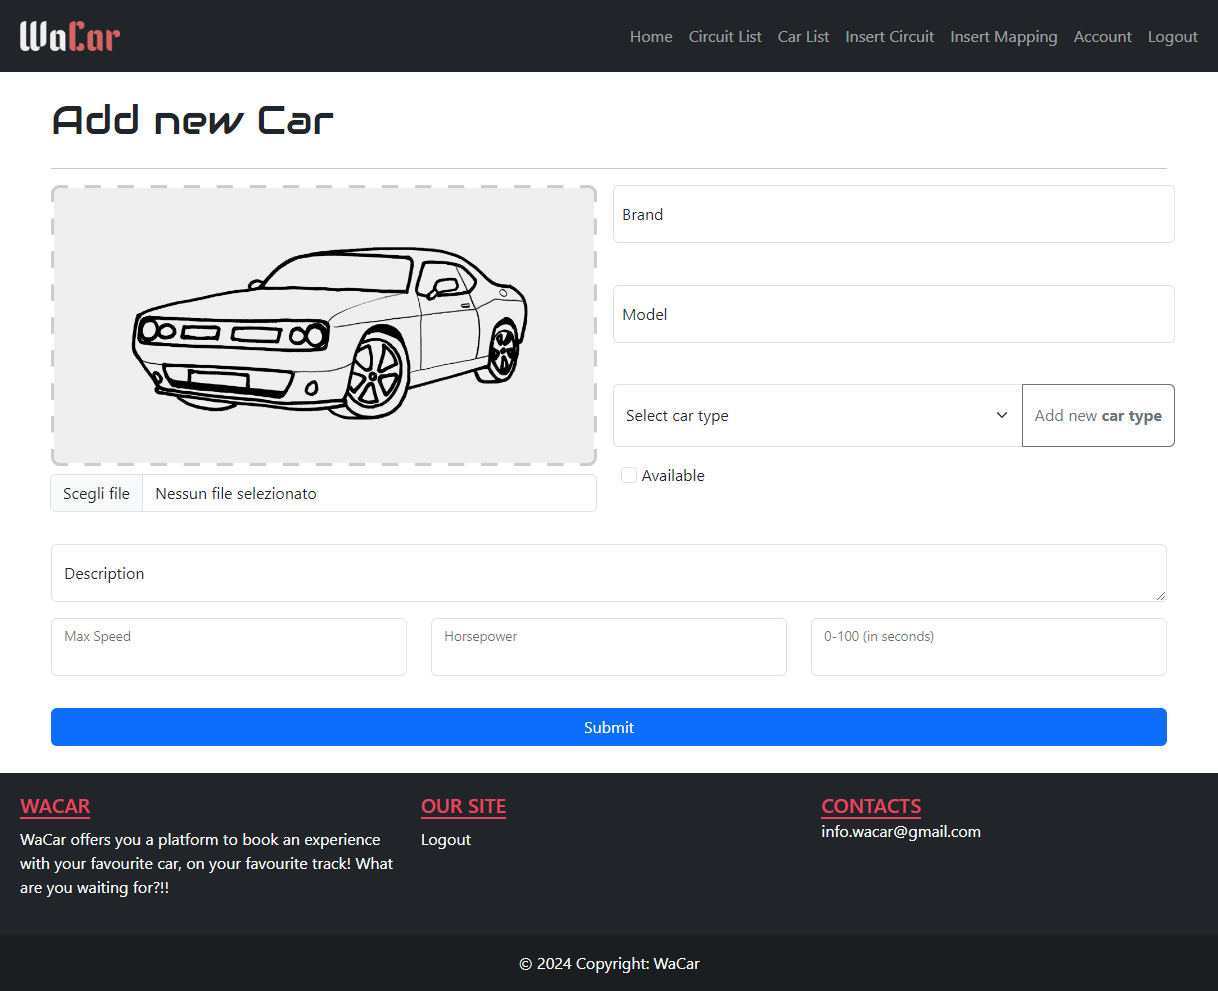 WaCar
Home Circuit List Car List Insert Circuit Insert Mapping Account Logout
Add new Car
Brand
Model
Select car type
Add new car type
Available
Scegli file Nessun file selezionato
Description
Max Speed
Horsepower
0-100 (in seconds)
Submit
WACAR
WaCar offers you a platform to book an experience
with your favourite car, on your favourite track! What
are you waiting for?!!
OUR SITE
Logout
CONTACTS
info.wacar@gmail.com
© 2024 Copyright: WaCar